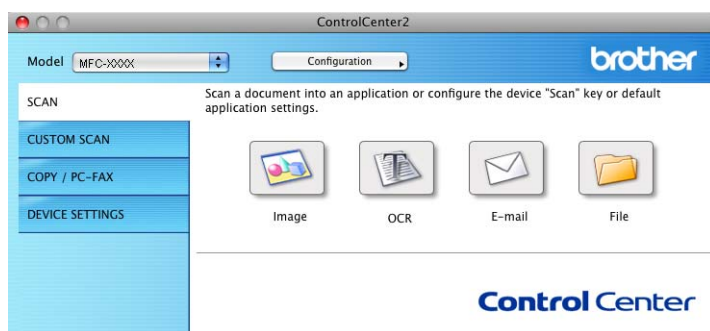 ControlCenter2
Model MFC-XXXX Configuration brother
SCAN
CUSTOM SCAN
COPY / PC-FAX
DEVICE SETTINGS
Scan a document into an application or configure the device "Scan" key or default
application settings.
Image OCR E-mail File
Control Center